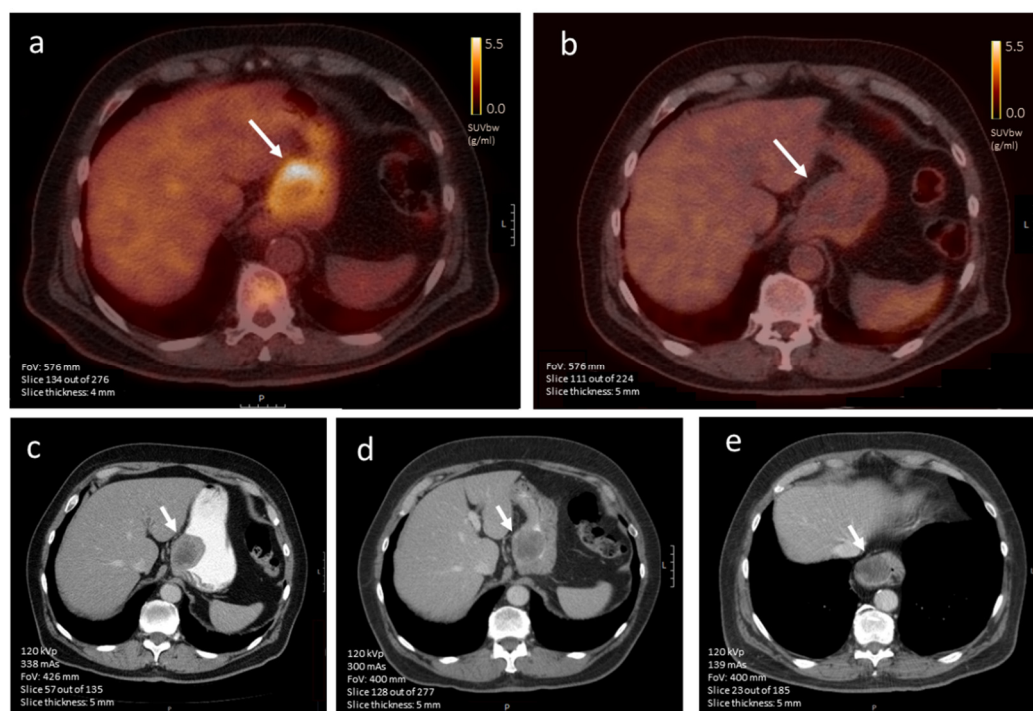 a
5.5
0.0
SUVbw
(g/ml)
L
FoV: 576 mm
Slice 134 out of 276
Slice thickness: 4 mm
P
b
5.5
0.0
SUVbw
(g/ml)
L
FoV: 576 mm
Slice 111 out of 224
Slice thickness: 5 mm
c
L
120 kVp
338 mAs
FoV: 426 mm
Slice 57 out of 135
Slice thickness: 5 mm
P
d
L
120 kVp
300 mAs
FoV: 400 mm
Slice 128 out of 277
Slice thickness: 5 mm
P
e
L
120 kVp
139 mAs
FoV: 400 mm
Slice 23 out of 185
Slice thickness: 5 mm
P